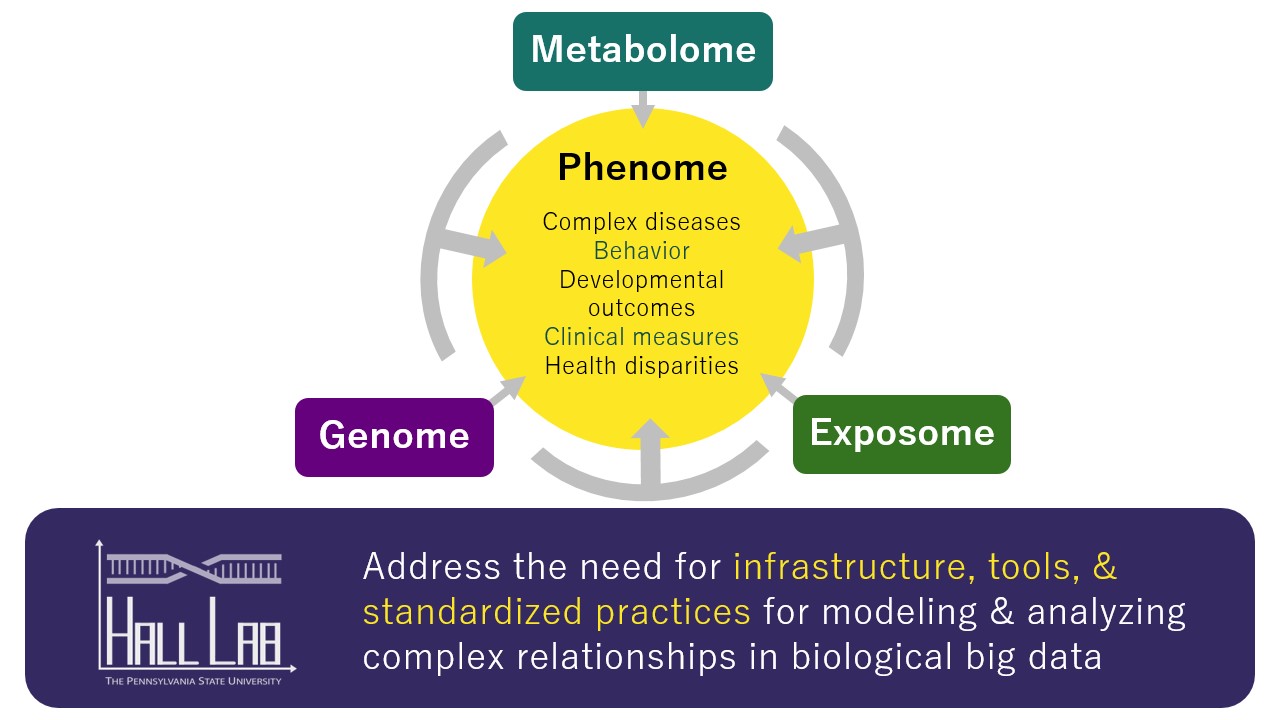 Metabolome
Phenome
Complex diseases
Behavior
Developmental
outcomes
Clinical measures
Health disparities
Genome
Exposome
HALL LAB
THE PENNSYLVANIA STATE UNIVERSITY
Address the need for infrastructure, tools, &
standardized practices for modeling & analyzing
complex relationships in biological big data